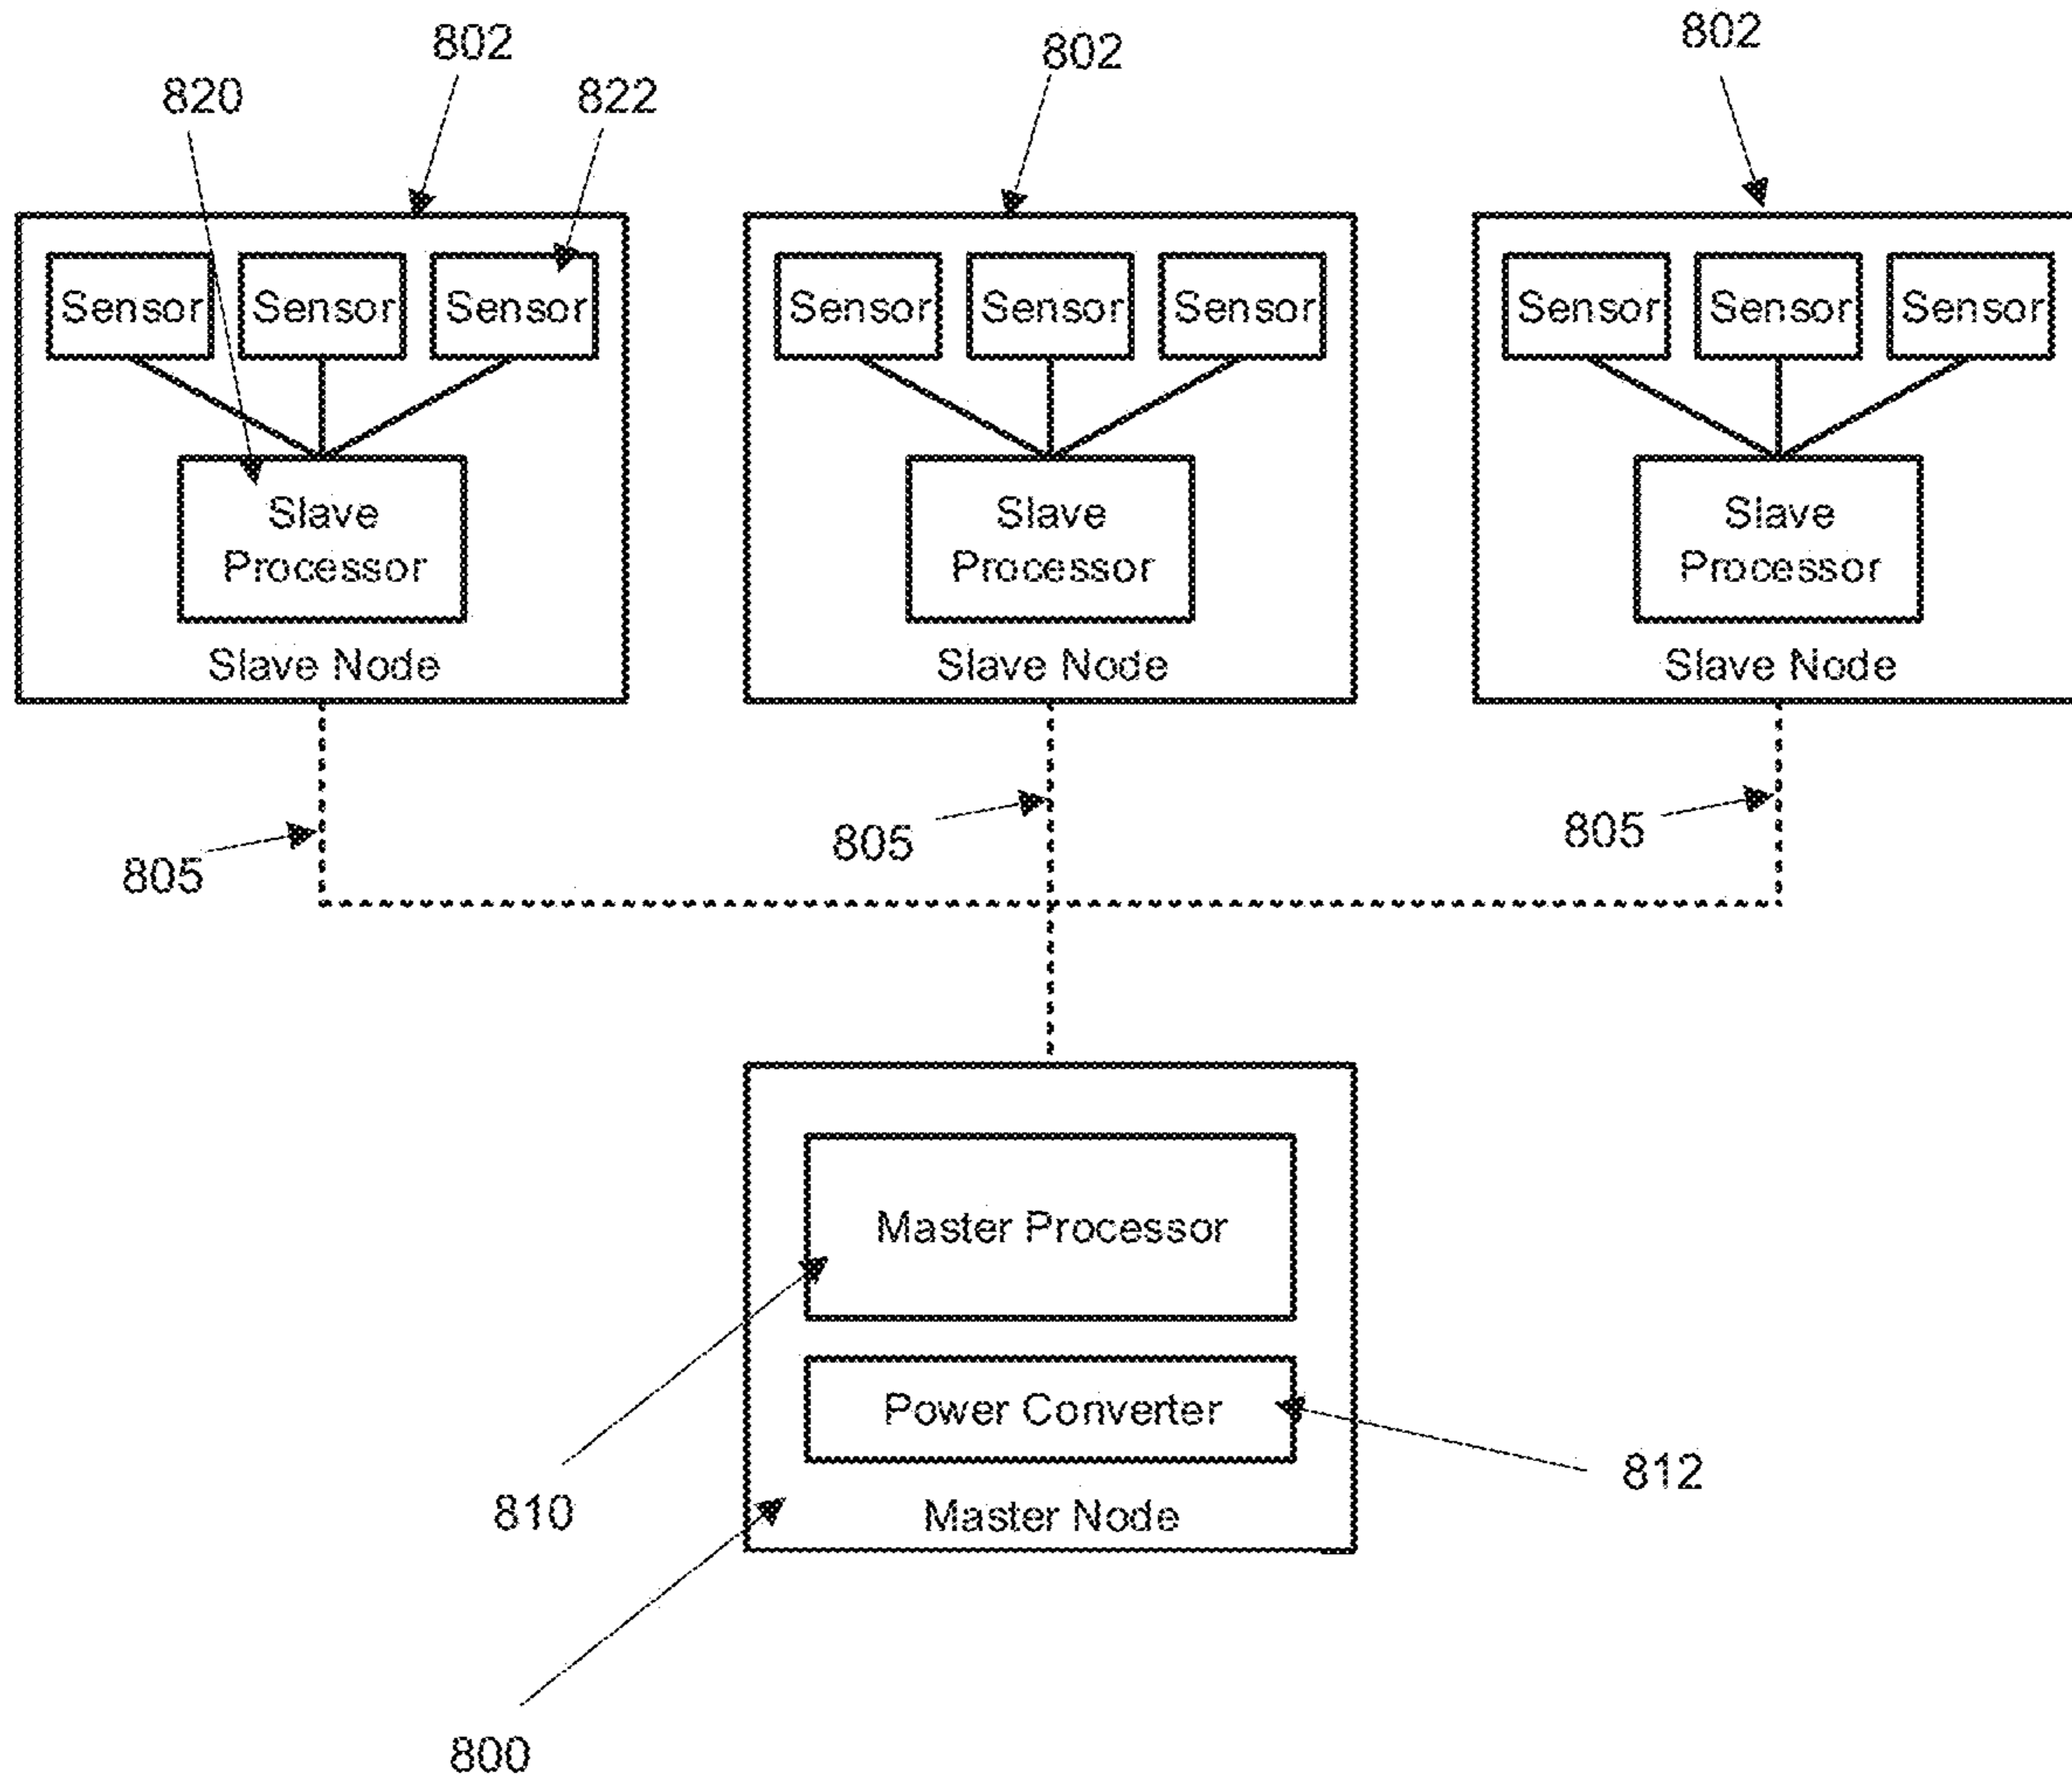 802
802
802
820
822
Sensor
Sensor
Sensor
Sensor
Sensor
Sensor
Sensor
Sensor
Sensor
Slave
Processor
Slave
Processor
Slave
Processor
Slave Node
Slave Node
Slave Node
805
805
805
Master Processor
Power Converter
812
810
Master Node
800